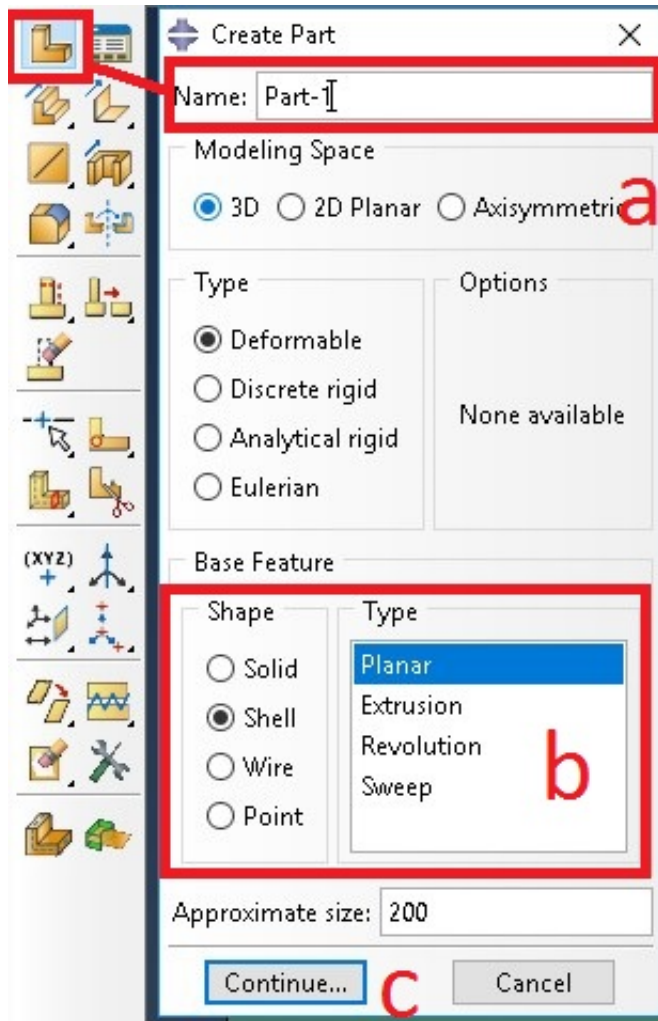 Create Part
Name: Part-1
Modeling Space
3D 2D Planar Axisymmetric
a
Type
Deformable
Discrete rigid
Analytical rigid
Eulerian
Options
None available
Base Feature
Shape
Solid
Shell
Wire
Point
Type
Planar
Extrusion
Revolution
Sweep
b
Approximate size: 200
Continue... c Cancel
(XYZ)